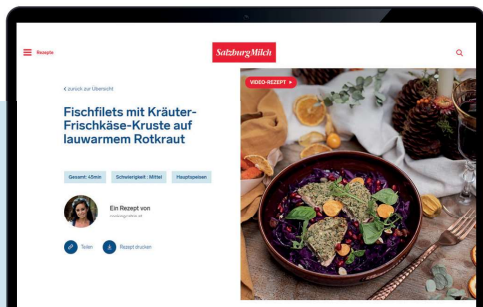 Rezepte
SalzburgMilch
zurück zur Übersicht
VIDEO-REZEPT
Fischfilets mit Kräuter-
Frischkäse-Kruste auf
lauwarmem Rotkraut
Gesamt: 40min
Schwierigkeit : Mittel
Hauptspeisen
Ein Rezept von
Teilen
Rezept drucken